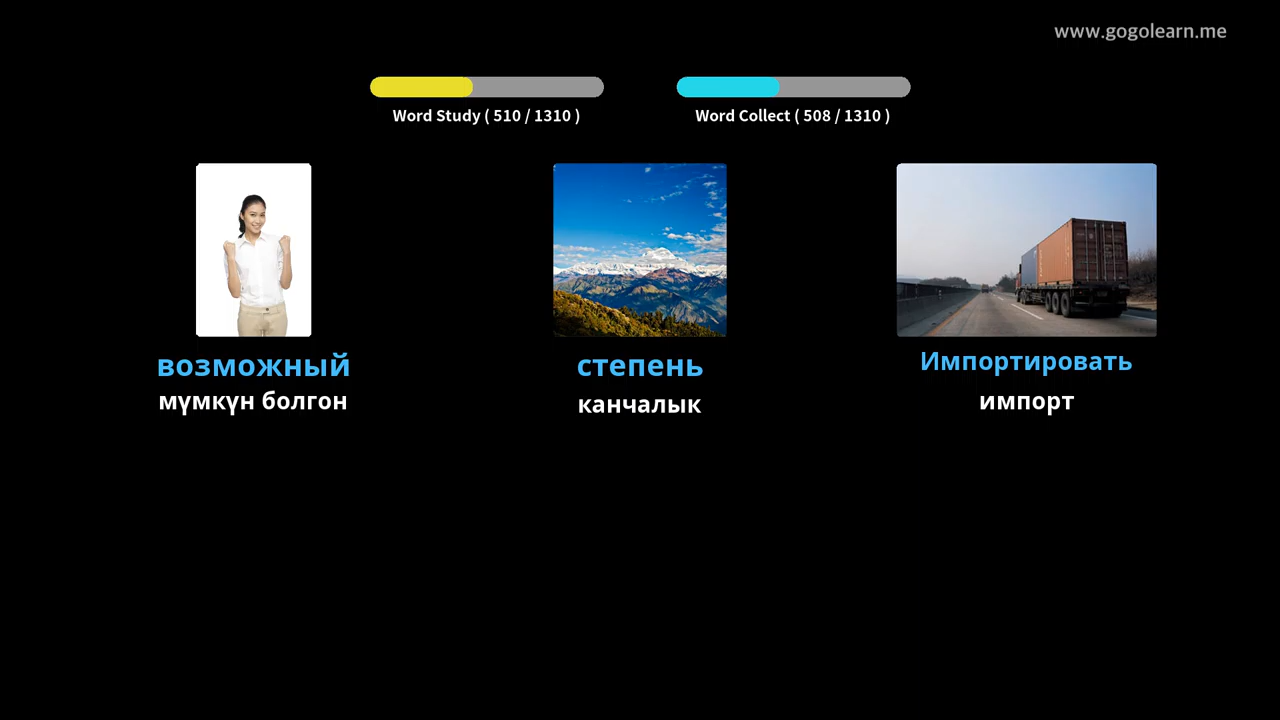 www.gogolearn.me
Word Study ( 510 / 1310 )
Word Collect ( 508 / 1310 )
возможный
мүмкүн болгон
степень
канчалык
Импортировать
импорт